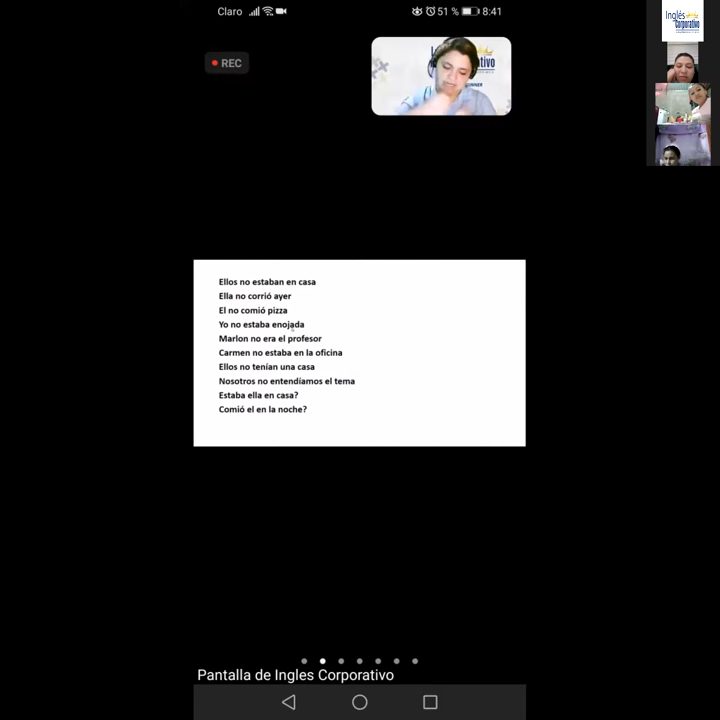 Claro
51 %
8:41
Inglés
Corporativo
REC
Ellos no estaban en casa
Ella no corrió ayer
El no comió pizza
Yo no estaba enojada
Marlon no era el profesor
Carmen no estaba en la oficina
Ellos no tenían una casa
Nosotros no entendíamos el tema
Estaba ella en casa?
Comió el en la noche?
Pantalla de Ingles Corporativo